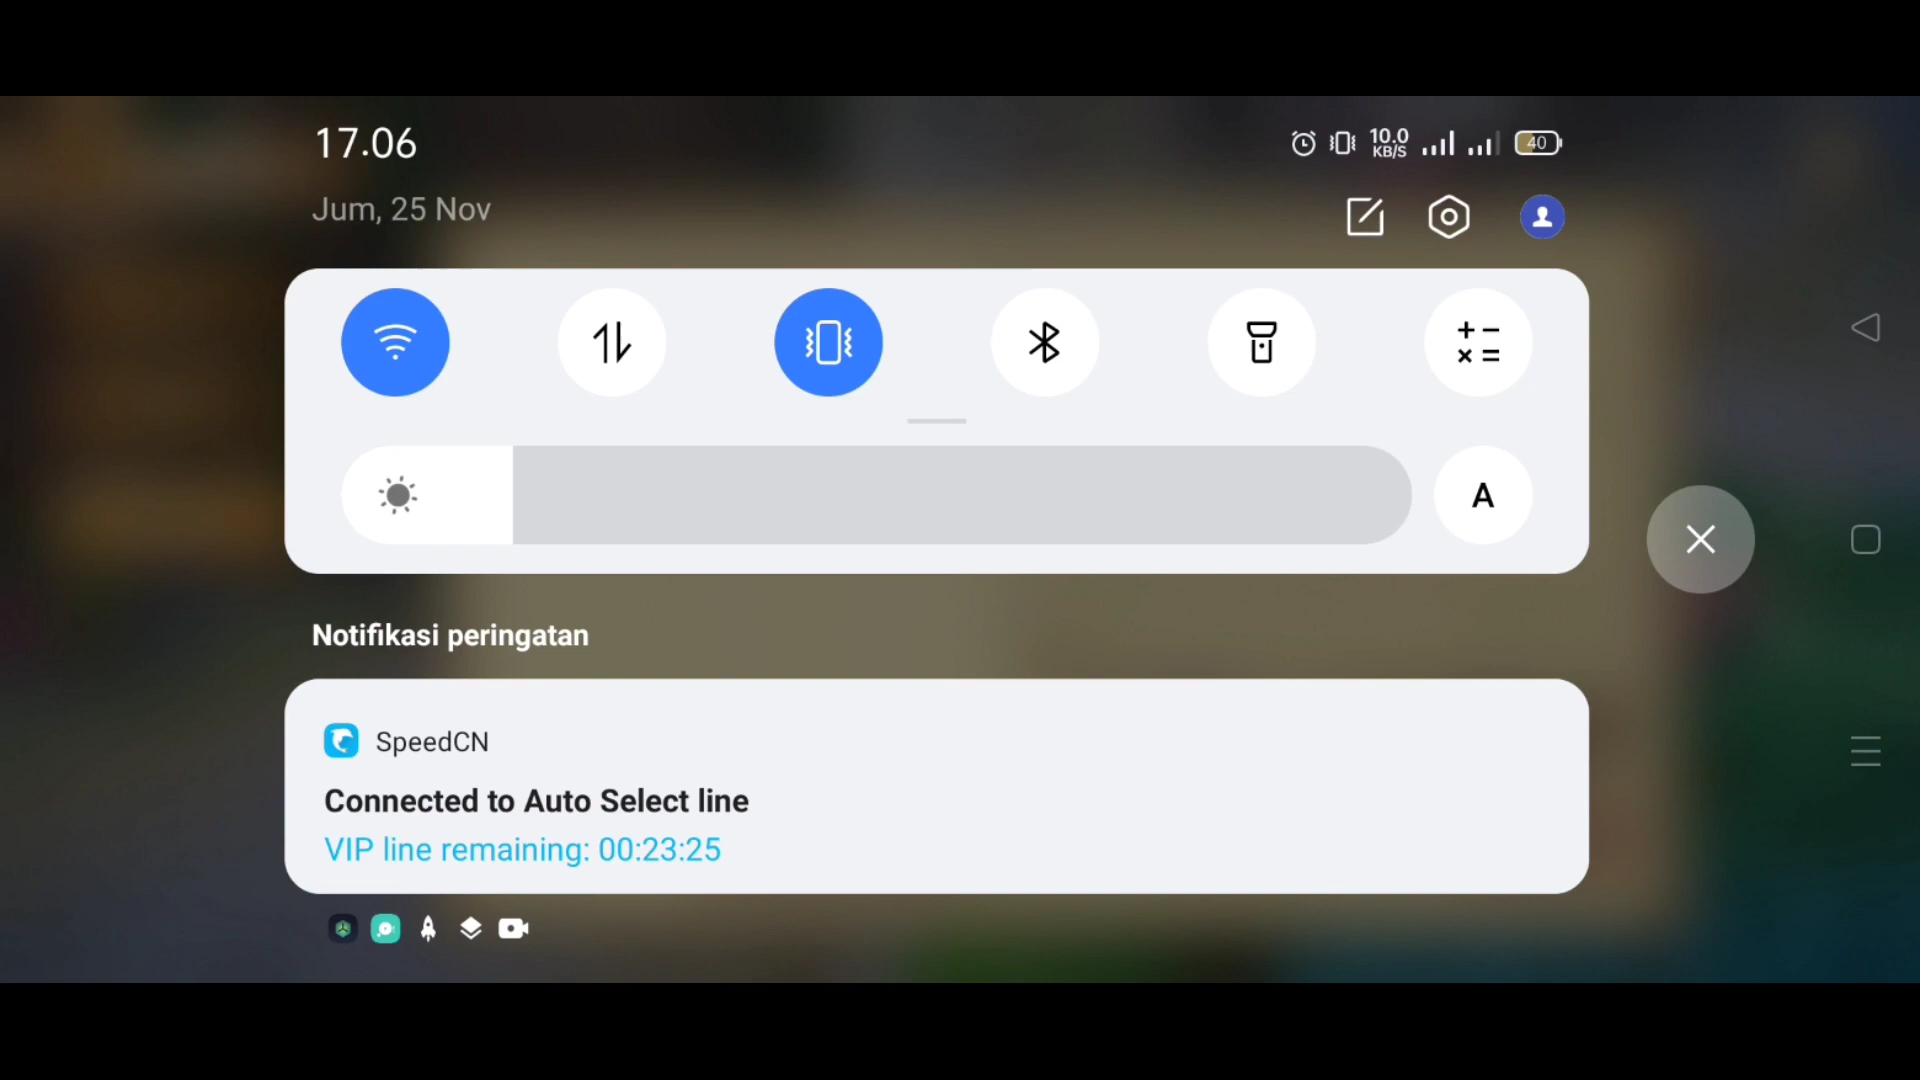 17.06
10.0
KB/S
40
Jum, 25 Nov
A
Notifikasi peringatan
SpeedCN
Connected to Auto Select line
VIP line remaining: 00:23:25